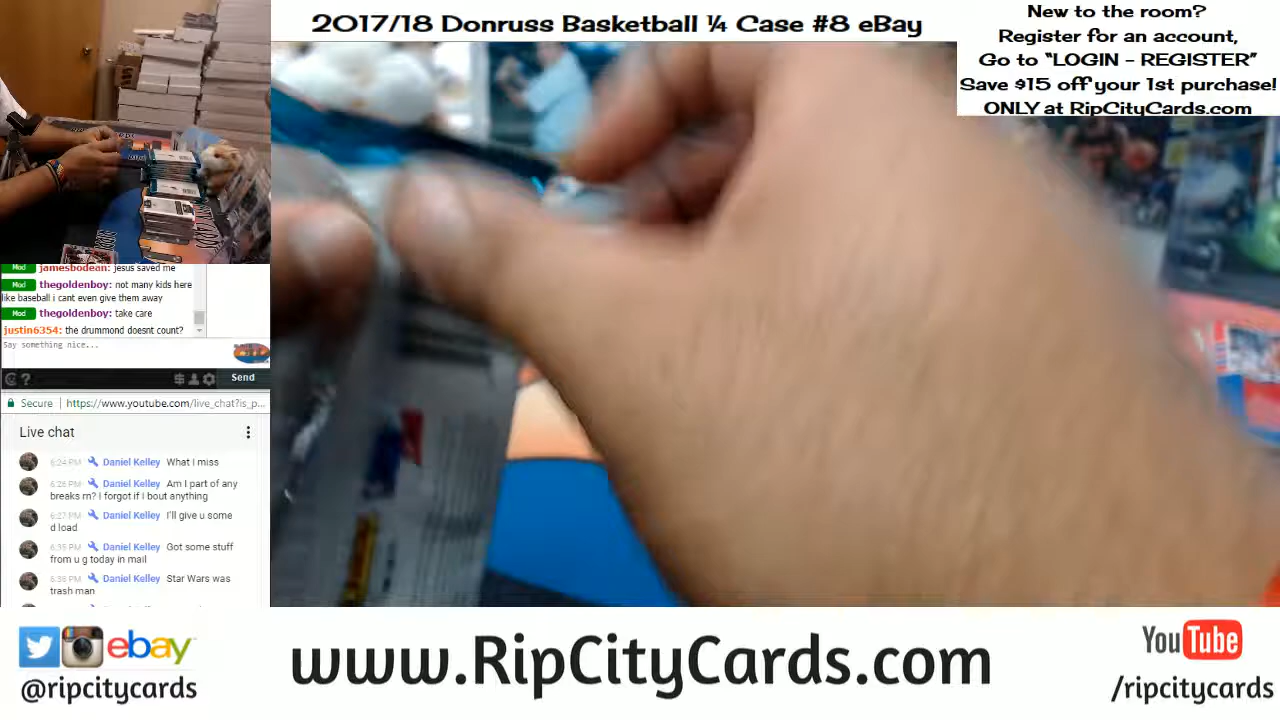 2017/18 Donruss Basketball ¼ Case #8 eBay
New to the room?
Register for an account,
Go to “LOGIN - REGISTER”
Save $15 off your 1st purchase!
ONLY at RipCityCards.com
Mod jamesbodean: jesus saved me
Mod thegoldenboy: not many kids here
like baseball i cant even give them away
Mod thegoldenboy: take care
justin6354: the drummond doesnt count?
Say something nice...
Send
Secure https://www.youtube.com/live_chat?is_p...
Live chat
6:24 PM Daniel Kelley What I miss
6:26 PM Daniel Kelley Am I part of any
breaks rn? I forgot if I bout anything
6:27 PM Daniel Kelley I'll give u some
d load
6:35 PM Daniel Kelley Got some stuff
from u g today in mail
6:38 PM Daniel Kelley Star Wars was
trash man
ebay
@ripcitycards
www.RipCityCards.com
YouTube
/ripcitycards